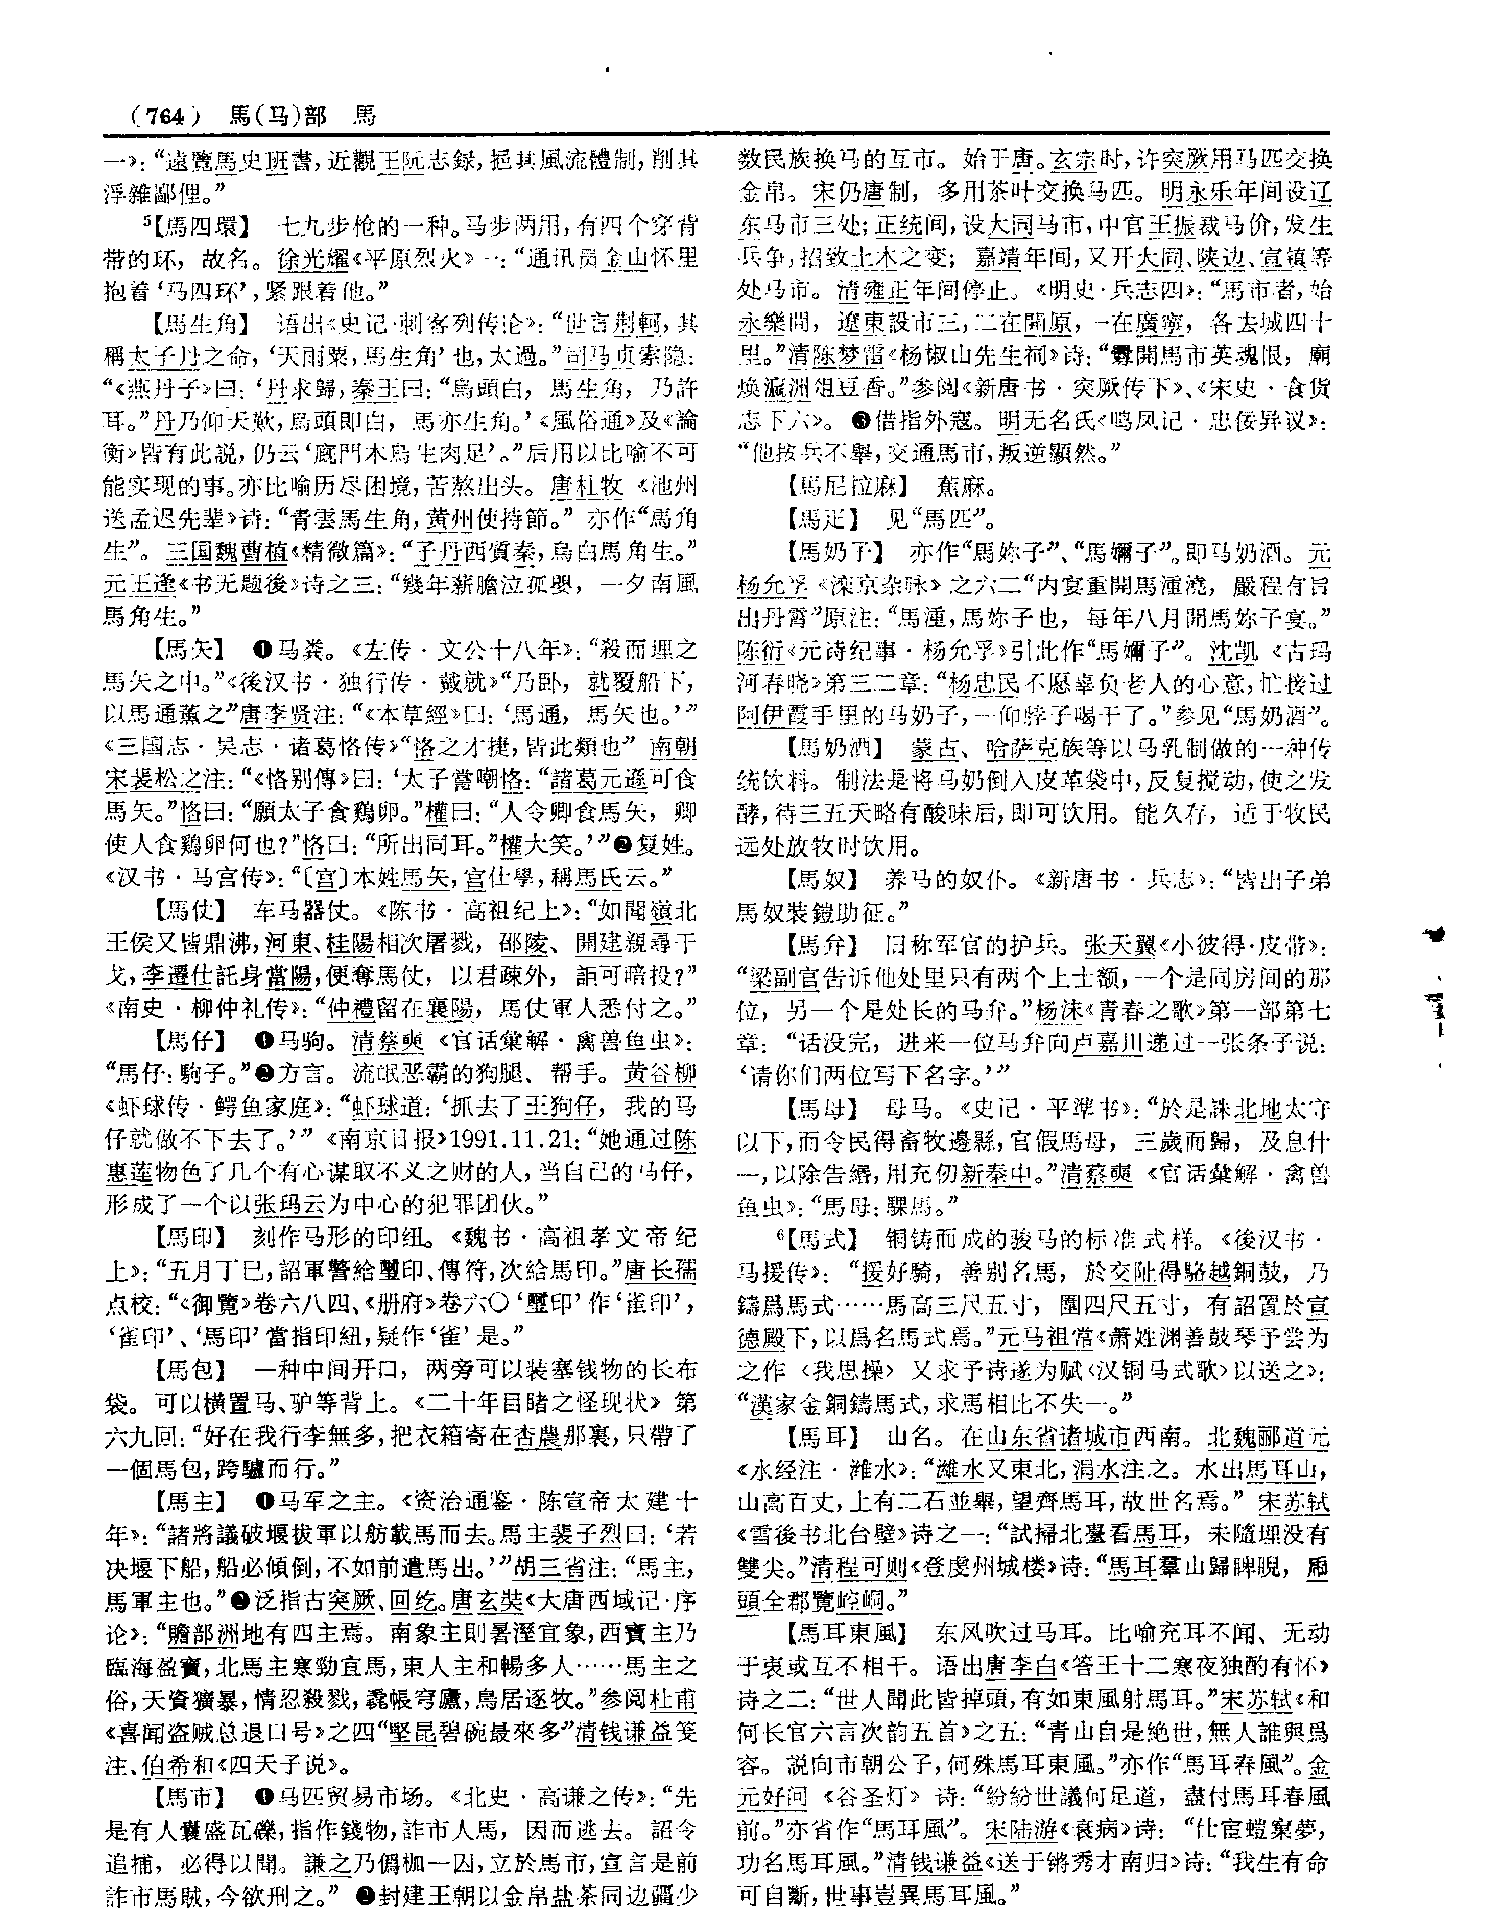 (764) 馬(马)部 馬
一》：“遠覽馬史班書，近觀王阮志録，挹其風流體制，削其
浮雜鄙俚。”
⁵【馬四環】 七九步枪的一种。马步两用，有四个穿背
带的环，故名。徐光耀《平原烈火》一：“通讯员金山怀里
抱着‘马四环’，紧跟着他。”
【馬生角】 语出《史记·刺客列传论》：“世言荆軻，其
稱太子丹之命，‘天雨粟，馬生角’也，太過。”司马贞索隐：
“《燕丹子》曰：‘丹求歸，秦王曰：“烏頭白，馬生角，乃許
耳。”丹乃仰天歎，烏頭即白，馬亦生角。’《風俗通》及《論
衡》皆有此説，仍云‘廄門木烏生肉足’。”后用以比喻不可
能实现的事。亦比喻历尽困境，苦熬出头。唐杜牧《池州
送孟迟先辈》诗：“青雲馬生角，黄州使持節。”亦作“馬角
生”。三国魏曹植《精微篇》：“子丹西質秦，烏白馬角生。”
元王逢《书无题後》诗之三：“幾年薪膽泣孤嬰，一夕南風
馬角生。”
【馬矢】 ❶马粪。《左传·文公十八年》：“殺而埋之
馬矢之中。”《後汉书·独行传·戴就》“乃卧，就覆船下，
以馬通薰之”唐李贤注：“《本草經》曰：‘馬通，馬矢也。’”
《三国志·吴志·诸葛恪传》“恪之才捷，皆此類也”南朝
宋裴松之注：“《恪别傳》曰：‘太子嘗嘲恪：“諸葛元遜可食
馬矢。”恪曰：“願太子食鷄卵。”權曰：“人令卿食馬矢，卿
使人食鷄卵何也？”恪曰：“所出同耳。”權大笑。’”❷复姓。
《汉书·马宫传》：“〔宫〕本姓馬矢，宫仕學，稱馬氏云。”
【馬仗】 车马器仗。《陈书·高祖纪上》：“如聞嶺北
王侯又皆鼎沸，河東、桂陽相次屠戮，邵陵、開建親尋干
戈，李遷仕託身當陽，便奪馬仗，以君疎外，詎可暗投？”
《南史·柳仲礼传》：“仲禮留在襄陽，馬仗軍人悉付之。”
【馬仔】 ❶马驹。清蔡奭《官话彙解·禽兽鱼虫》：
“馬仔：駒子。”❷方言。流氓恶霸的狗腿、帮手。黄谷柳
《虾球传·鳄鱼家庭》：“虾球道：‘抓去了王狗仔，我的马
仔就做不下去了。’”《南京日报》1991.11.21：“她通过陈
惠莲物色了几个有心谋取不义之财的人，当自己的马仔，
形成了一个以张玛云为中心的犯罪团伙。”
【馬印】 刻作马形的印纽。《魏书·高祖孝文帝纪
上》：“五月丁巳，詔軍警給璽印、傳符，次給馬印。”唐长孺
点校：“《御覽》卷六八四、《册府》卷六〇‘璽印’作‘雀印’，
‘雀印’、‘馬印’當指印紐，疑作‘雀’是。”
【馬包】 一种中间开口，两旁可以装塞钱物的长布
袋。可以横置马、驴等背上。《二十年目睹之怪现状》第
六九回：“好在我行李無多，把衣箱寄在杏農那裏，只帶了
一個馬包，跨驢而行。”
【馬主】 ❶马军之主。《资治通鉴·陈宣帝太建十
年》：“諸將議破堰拔軍以舫載馬而去。馬主裴子烈曰：‘若
决堰下船，船必傾倒，不如前遣馬出。’”胡三省注：“馬主，
馬軍主也。”❷泛指古突厥、回纥。唐玄奘《大唐西域记·序
论》：“贍部洲地有四主焉。南象主則暑溼宜象，西寶主乃
臨海盈寶，北馬主寒勁宜馬，東人主和暢多人……馬主之
俗，天資獷暴，情忍殺戮，毳帳穹廬，鳥居逐牧。”参阅杜甫
《喜闻盗贼总退口号》之四“堅昆碧碗最來多”清钱谦益笺
注、伯希和《四天子说》。
【馬市】 ❶马匹贸易市场。《北史·高谦之传》：“先
是有人囊盛瓦礫，指作錢物，詐市人馬，因而逃去。詔令
追捕，必得以聞。謙之乃僞枷一囚，立於馬市，宣言是前
詐市馬賊，今欲刑之。”❷封建王朝以金帛盐茶同边疆少
数民族换马的互市。始于唐。玄宗时，许突厥用马匹交换
金帛。宋仍唐制，多用茶叶交换马匹。明永乐年间设辽
东马市三处；正统间，设大同马市，中官王振裁马价，发生
兵争，招致土木之变；嘉靖年间，又开大同、陕边、宣镇等
处马市。清雍正年间停止。《明史·兵志四》：“馬市者，始
永樂間，遼東設市三，二在開原，一在廣寧，各去城四十
里。”清陈梦雷《杨椒山先生祠》诗：“釁開馬市英魂恨，廟
焕瀛洲俎豆香。”参阅《新唐书·突厥传下》、《宋史·食货
志下六》。❸借指外寇。明无名氏《鸣凤记·忠佞异议》：
“他按兵不舉，交通馬市，叛逆顯然。”
【馬尼拉麻】 蕉麻。
【馬疋】 见“馬匹”。
【馬奶子】 亦作“馬妳子”、“馬嬭子”。即马奶酒。元
杨允孚《滦京杂咏》之六二“内宴重開馬湩澆，嚴程有旨
出丹霄”原注：“馬湩，馬妳子也，每年八月開馬妳子宴。”
陈衍《元诗纪事·杨允孚》引此作“馬嬭子”。沈凯《古玛
河春晓》第三二章：“杨忠民不愿辜负老人的心意，忙接过
阿伊霞手里的马奶子，一仰脖子喝干了。”参见“馬奶酒”。
【馬奶酒】 蒙古、哈萨克族等以马乳制做的一种传
统饮料。制法是将马奶倒入皮革袋中，反复搅动，使之发
酵，待三五天略有酸味后，即可饮用。能久存，适于牧民
远处放牧时饮用。
【馬奴】 养马的奴仆。《新唐书·兵志》：“皆出子弟
馬奴裝鎧助征。”
【馬弁】 旧称军官的护兵。张天翼《小彼得·皮带》：
“梁副官告诉他处里只有两个上士额，一个是同房间的那
位，另一个是处长的马弁。”杨沫《青春之歌》第一部第七
章：“话没完，进来一位马弁向卢嘉川递过一张条子说：
‘请你们两位写下名字。’”
【馬母】 母马。《史记·平準书》：“於是誅北地太守
以下，而令民得畜牧邊縣，官假馬母，三歲而歸，及息什
一，以除告緡，用充仞新秦中。”清蔡奭《官话彙解·禽兽
鱼虫》：“馬母：騍馬。”
⁶【馬式】 铜铸而成的骏马的标准式样。《後汉书·
马援传》：“援好騎，善别名馬，於交阯得駱越銅鼓，乃
鑄爲馬式……馬高三尺五寸，圍四尺五寸，有詔置於宣
德殿下，以爲名馬式焉。”元马祖常《萧姓渊善鼓琴予尝为
之作〈我思操〉又求予诗遂为赋〈汉铜马式歌〉以送之》：
“漢家金銅鑄馬式，求馬相比不失一。”
【馬耳】 山名。在山东省诸城市西南。北魏郦道元
《水经注·潍水》：“濰水又東北，涓水注之。水出馬耳山，
山高百丈，上有二石並舉，望齊馬耳，故世名焉。”宋苏轼
《雪後书北台壁》诗之一：“試掃北臺看馬耳，未隨埋没有
雙尖。”清程可则《登虔州城楼》诗：“馬耳羣山歸睥睨，虎
頭全郡覽崆峒。”
【馬耳東風】 东风吹过马耳。比喻充耳不闻、无动
于衷或互不相干。语出唐李白《答王十二寒夜独酌有怀》
诗之二：“世人聞此皆掉頭，有如東風射馬耳。”宋苏轼《和
何长官六言次韵五首》之五：“青山自是絶世，無人誰與爲
容。説向市朝公子，何殊馬耳東風。”亦作“馬耳春風”。金
元好问《谷圣灯》诗：“紛紛世議何足道，盡付馬耳春風
前。”亦省作“馬耳風”。宋陆游《衰病》诗：“仕宦螘窠夢，
功名馬耳風。”清钱谦益《送于锵秀才南归》诗：“我生有命
可自斷，世事豈異馬耳風。”